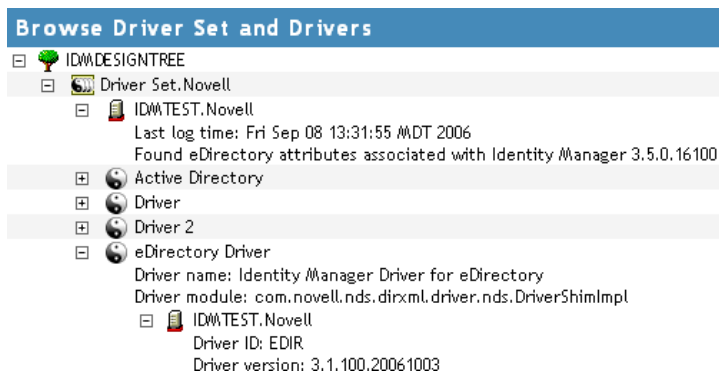 Browse Driver Set and Drivers
IDMDESIGNTREE
Driver Set.Novell
IDMTEST.Novell
Last log time: Fri Sep 08 13:31:55 MDT 2006
Found eDirectory attributes associated with Identity Manager 3.5.0.16100
Active Directory
Driver
Driver 2
eDirectory Driver
Driver name: Identity Manager Driver for eDirectory
Driver module: com.novell.nds.dirxml.driver.nds.DriverShimImpl
IDMTEST.Novell
Driver ID: EDIR
Driver version: 3.1.100.20061003